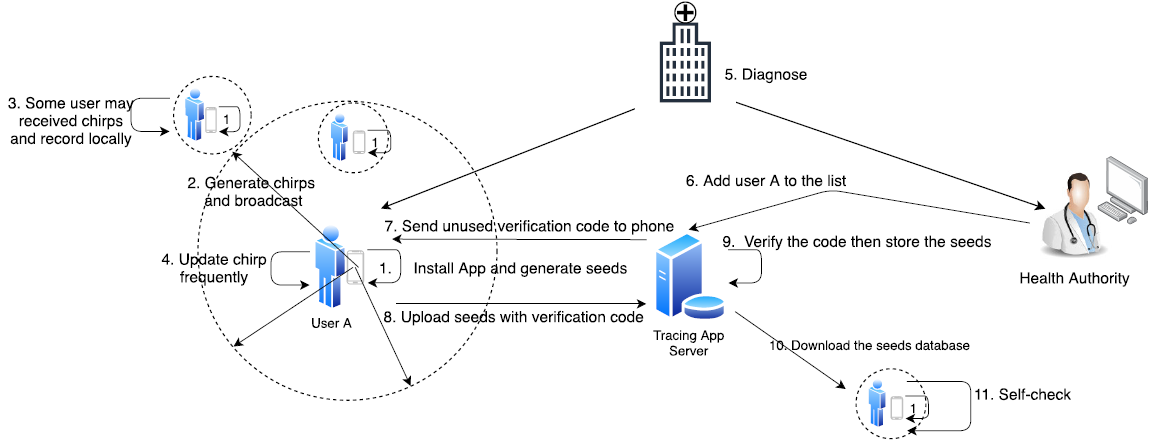 5. Diagnose
3. Some user may
received chirps
and record locally
1
1
2. Generate chirps
and broadcast
6. Add user A to the list
7. Send unused verification code to phone
9.  Verify the code then store the seeds
4. Update chirp
frequently
1.
Install App and generate seeds
Health Authority
8. Upload seeds with verification code
User A
Tracing App
Server
10. Download the seeds database
11. Self-check
1